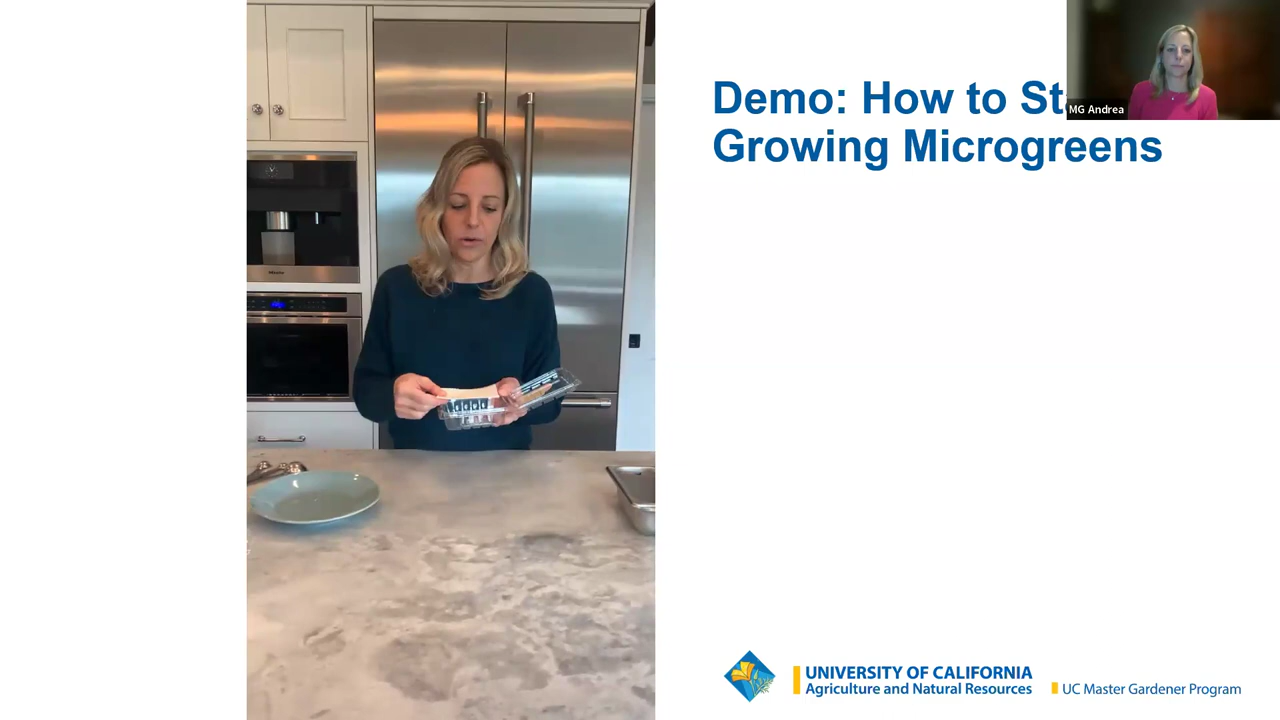 Demo: How to St
Growing Microgreens
MG Andrea
Miele
UNIVERSITY OF CALIFORNIA
Agriculture and Natural Resources
UC Master Gardener Program